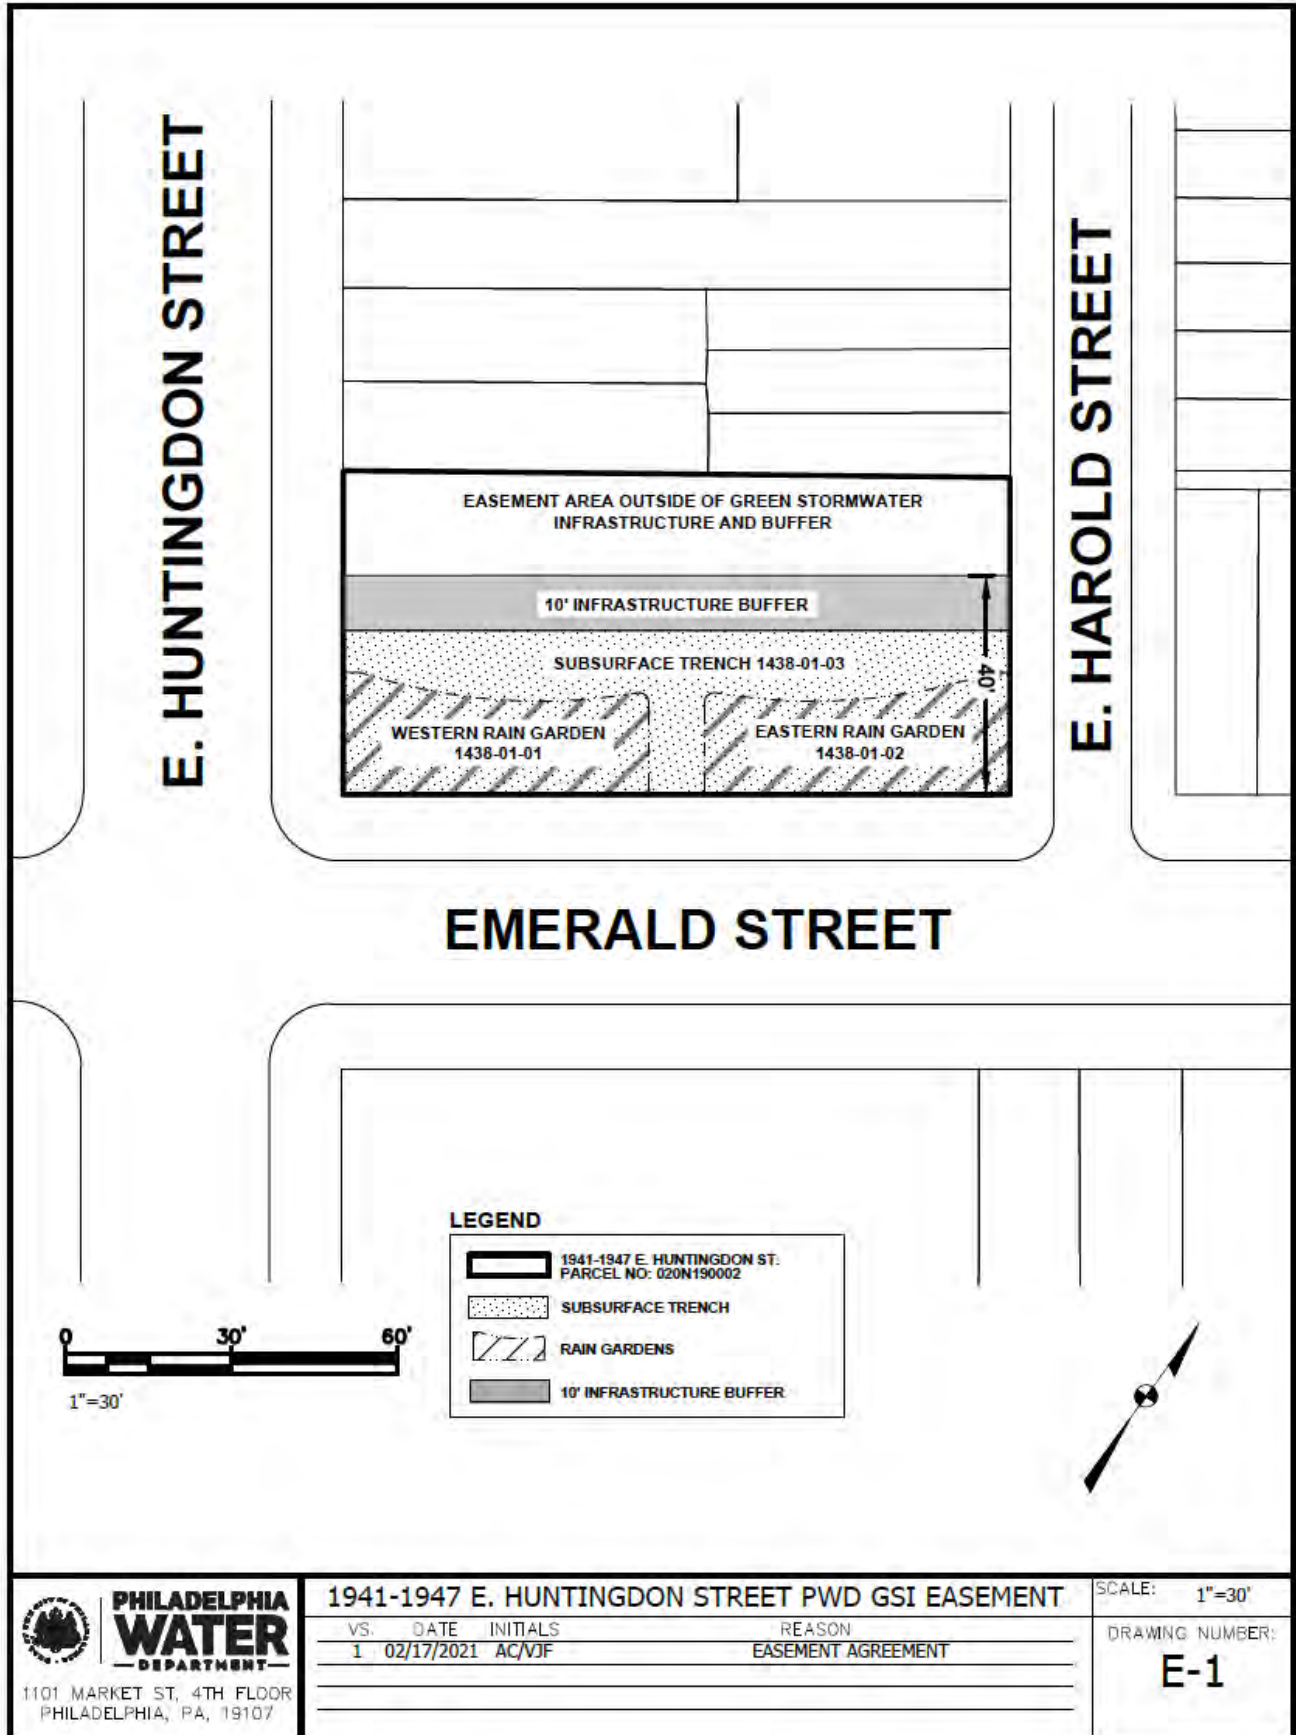 E. HUNTINGDON STREET
E. HAROLD STREET
EASEMENT AREA OUTSIDE OF GREEN STORMWATER
INFRASTRUCTURE AND BUFFER
10' INFRASTRUCTURE BUFFER
SUBSURFACE TRENCH 1438-01-03
40'
WESTERN RAIN GARDEN
1438-01-01
EASTERN RAIN GARDEN
1438-01-02
EMERALD STREET
LEGEND
1941-1947 E. HUNTINGDON ST.
PARCEL NO: 020N190002
SUBSURFACE TRENCH
RAIN GARDENS
10' INFRASTRUCTURE BUFFER
0 30' 60'
1"=30'
PHILADELPHIA
WATER
DEPARTMENT
1101 MARKET ST, 4TH FLOOR
PHILADELPHIA, PA, 19107
1941-1947 E. HUNTINGDON STREET PWD GSI EASEMENT
VS. DATE INITIALS REASON
1 02/17/2021 AC/VJF EASEMENT AGREEMENT
SCALE: 1"=30'
DRAWING NUMBER:
E-1